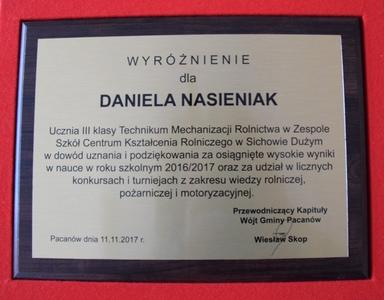 WYRÓŻNIENIE
dla
DANIELA NASIENIAK
Ucznia III klasy Technikum Mechanizacji Rolnictwa w Zespole
Szkół Centrum Kształcenia Rolniczego w Sichowie Dużym
w dowód uznania i podziękowania za osiągnięte wysokie wyniki
w nauce w roku szkolnym 2016/2017 oraz za udział w licznych
konkursach i turniejach z zakresu wiedzy rolniczej,
pożarniczej i motoryzacyjnej.
Przewodniczący Kapituły
Wójt Gminy Pacanów
Pacanów dnia 11.11.2017 r.
Wiesław Skop